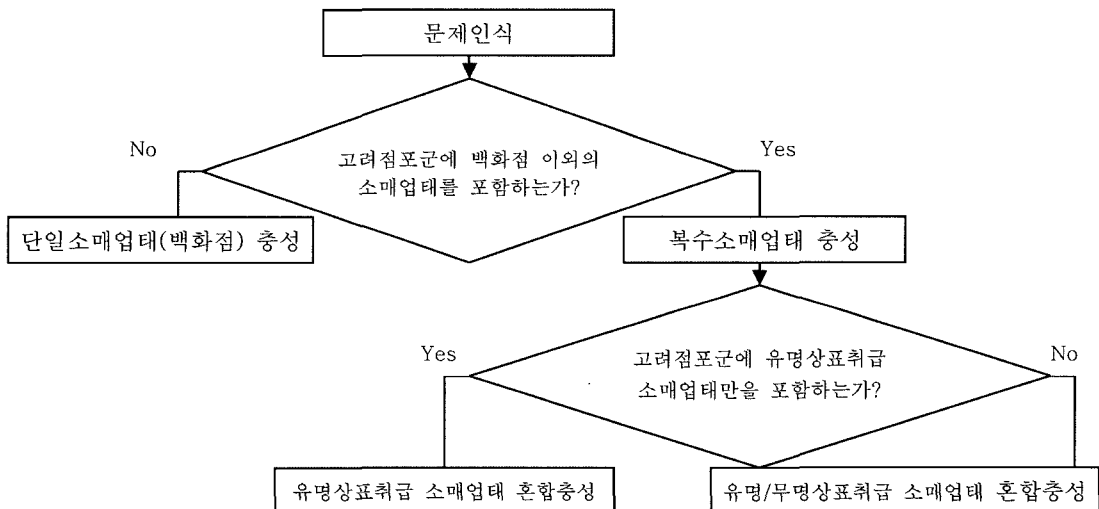 문제인식
No
Yes
고려점포군에 백화점 이외의
소매업태를 포함하는가?
단일소매업태(백화점) 충성
복수소매업태 충성
Yes
No
고려점포군에 유명상표취급
소매업태만을 포함하는가?
유명상표취급 소매업태 혼합충성
유명/무명상표취급 소매업태 혼합충성